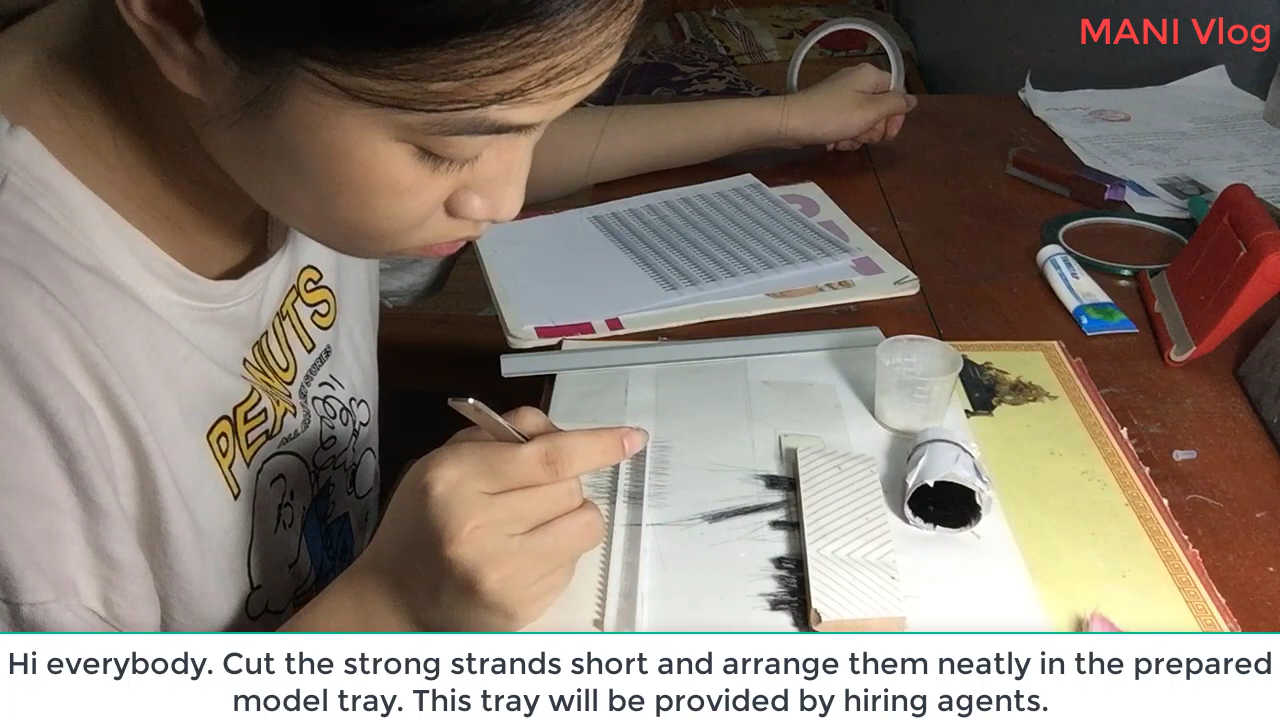 MANI Vlog
PEANUTS
Hi everybody. Cut the strong strands short and arrange them neatly in the prepared
model tray. This tray will be provided by hiring agents.